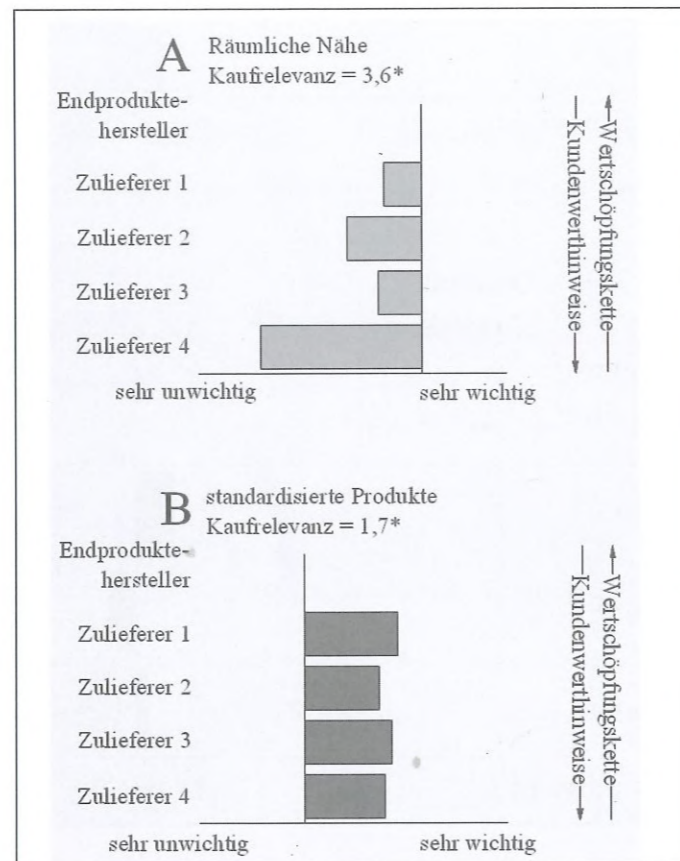 A
Räumliche Nähe
Kaufrelevanz = 3,6*
Endprodukte-
hersteller
Zulieferer 1
Zulieferer 2
Zulieferer 3
Zulieferer 4
sehr unwichtig
sehr wichtig
Wertschöpfungskette
Kundenwerthinweise
B
standardisierte Produkte
Kaufrelevanz = 1,7*
Endprodukte-
hersteller
Zulieferer 1
Zulieferer 2
Zulieferer 3
Zulieferer 4
sehr unwichtig
sehr wichtig
Wertschöpfungskette
Kundenwerthinweise